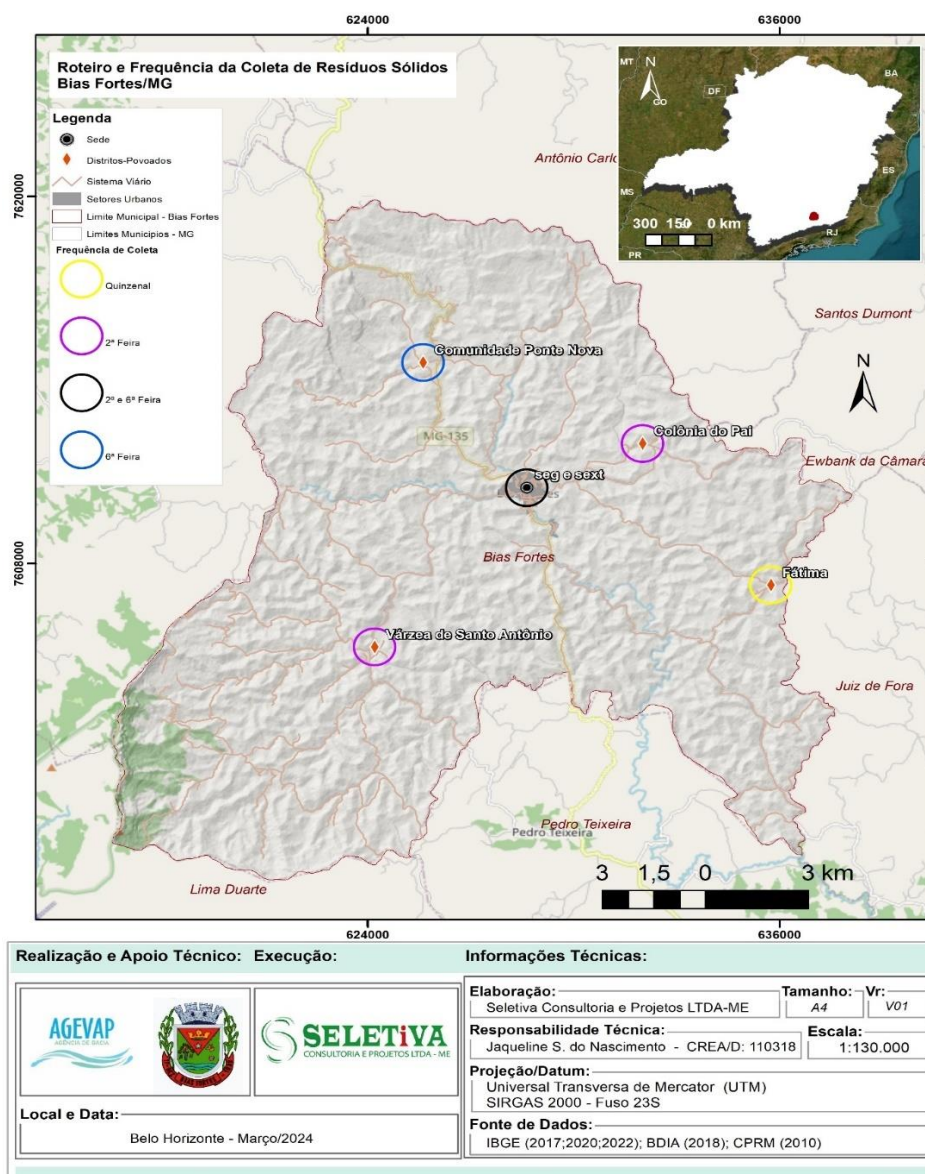 624000
636000
Roteiro e Frequência da Coleta de Resíduos Sólidos
Bias Fortes/MG
Legenda
Sede
Distritos-Povoados
Sistema Viário
Setores Urbanos
Limite Municipal - Bias Fortes
Limites Municipios - MG
Frequência de Coleta
Quinzenal
2ª Feira
2ª e 6ª Feira
6ª Feira
MT
N
GO
DF
BA
MS
ES
300 150 0 km
RJ
PR
7620000
7608000
Antônio Carlo
Santos Dumont
Comunidade Ponte Nova
N
MG-135
Colônia do Pai
Ewbank da Câmara
seg e sext
Bias Fortes
Fátima
Várzea de Santo Antônio
Juiz de Fora
Pedro Teixeira
Pedro Teixeira
Lima Duarte
3 1,5 0 3 km
624000
636000
Realização e Apoio Técnico: Execução:
AGEVAP
AGÊNCIA DE BACIA
SELETiVA
CONSULTORIA E PROJETOS LTDA - ME
Local e Data:
Belo Horizonte - Março/2024
Informações Técnicas:
Elaboração:
Seletiva Consultoria e Projetos LTDA-ME
Tamanho:
A4
Vr:
V01
Responsabilidade Técnica:
Jaqueline S. do Nascimento - CREA/D: 110318
Escala:
1:130.000
Projeção/Datum:
Universal Transversa de Mercator (UTM)
SIRGAS 2000 - Fuso 23S
Fonte de Dados:
IBGE (2017;2020;2022); BDIA (2018); CPRM (2010)